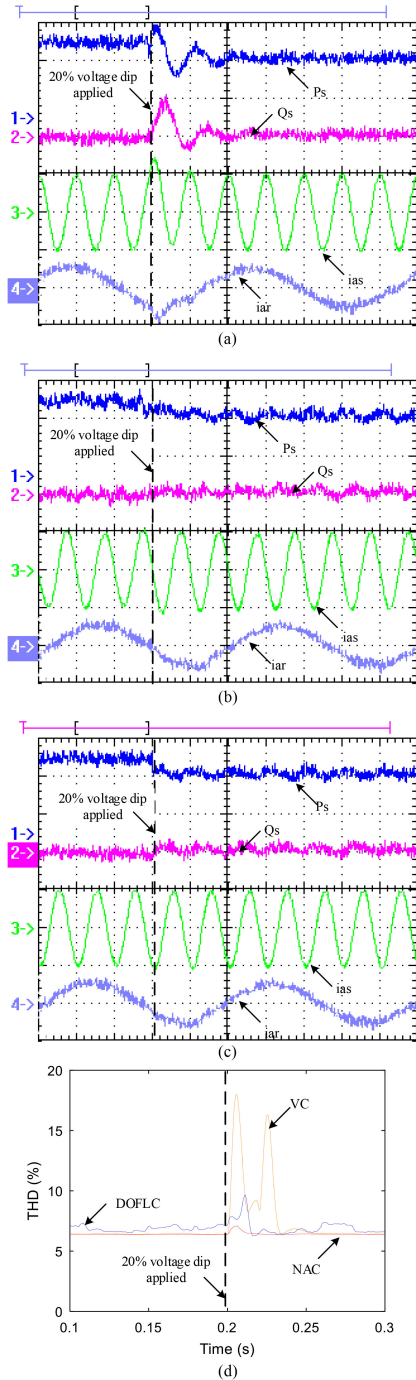 20% voltage dip
applied
Ps
1->
Qs
2->
3->
ias
4->
iar
(a)
20% voltage dip
applied
Ps
1->
Qs
2->
3->
ias
4->
iar
(b)
20% voltage dip
applied
Ps
1->
Qs
2->
3->
ias
4->
iar
(c)
20
VC
15
THD (%)
10
DOFLC
5
20% voltage dip
applied
NAC
0
0.1
0.15
0.2
0.25
0.3
Time (s)
(d)